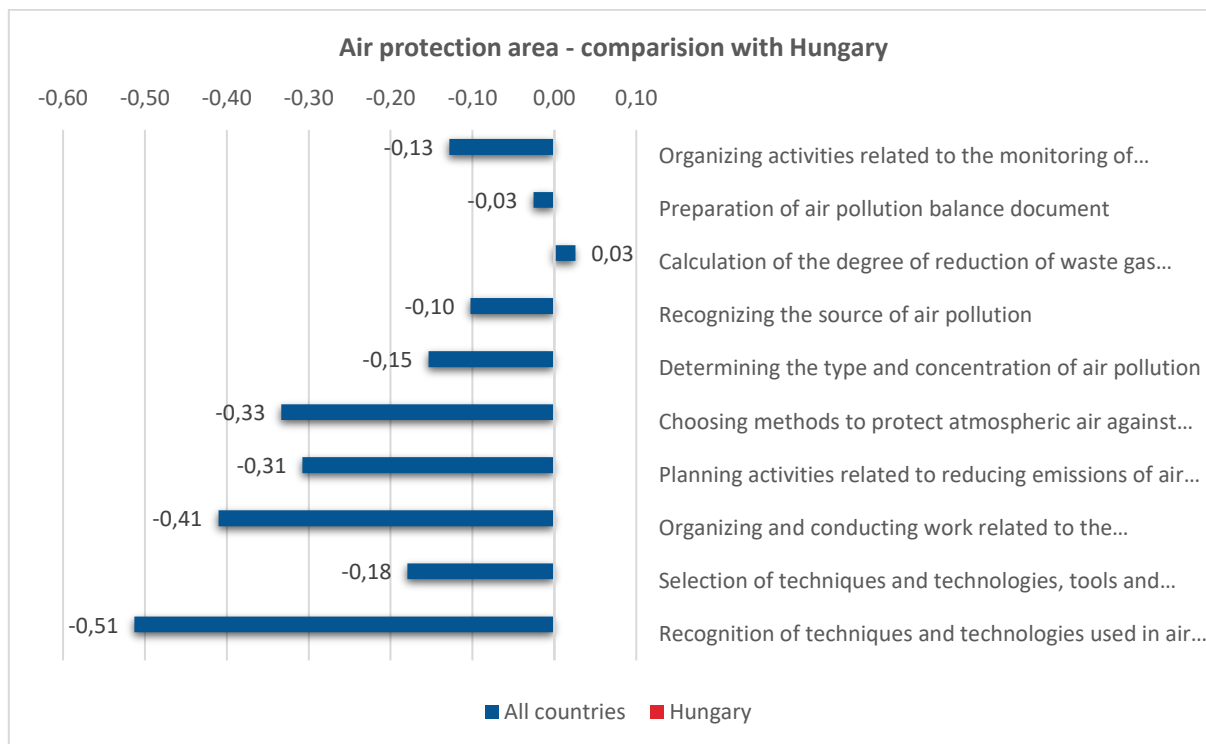 Air protection area - comparision with Hungary
-0,60 -0,50 -0,40 -0,30 -0,20 -0,10 0,00 0,10
-0,13 Organizing activities related to the monitoring of…
-0,03 Preparation of air pollution balance document
0,03 Calculation of the degree of reduction of waste gas…
-0,10 Recognizing the source of air pollution
-0,15 Determining the type and concentration of air pollution
-0,33 Choosing methods to protect atmospheric air against…
-0,31 Planning activities related to reducing emissions of air…
-0,41 Organizing and conducting work related to the…
-0,18 Selection of techniques and technologies, tools and…
-0,51 Recognition of techniques and technologies used in air…
All countries Hungary